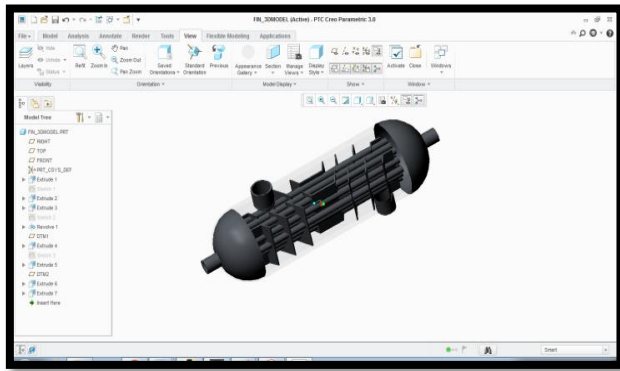 FIN_3DMODEL (Active) - PTC Creo Parametric 3.0
File Model Analysis Annotate Render Tools View Flexible Modeling Applications
Layers
Hide
Unhide
Status
Refit
Zoom In
Pan
Zoom Out
Pan Zoom
Saved Orientations
Standard Orientation
Previous
Appearance Gallery
Section
Manage Views
Display Style
Activate
Close
Windows
Visibility
Orientation
Model Display
Show
Window
Model Tree
FIN_3DMODEL.PRT
RIGHT
TOP
FRONT
PRT_CSYS_DEF
Extrude 1
Sketch 1
Extrude 2
Extrude 3
Sketch 2
Revolve 1
DTM1
Extrude 4
Extrude 5
DTM2
Extrude 6
Extrude 7
Insert Here
Smart